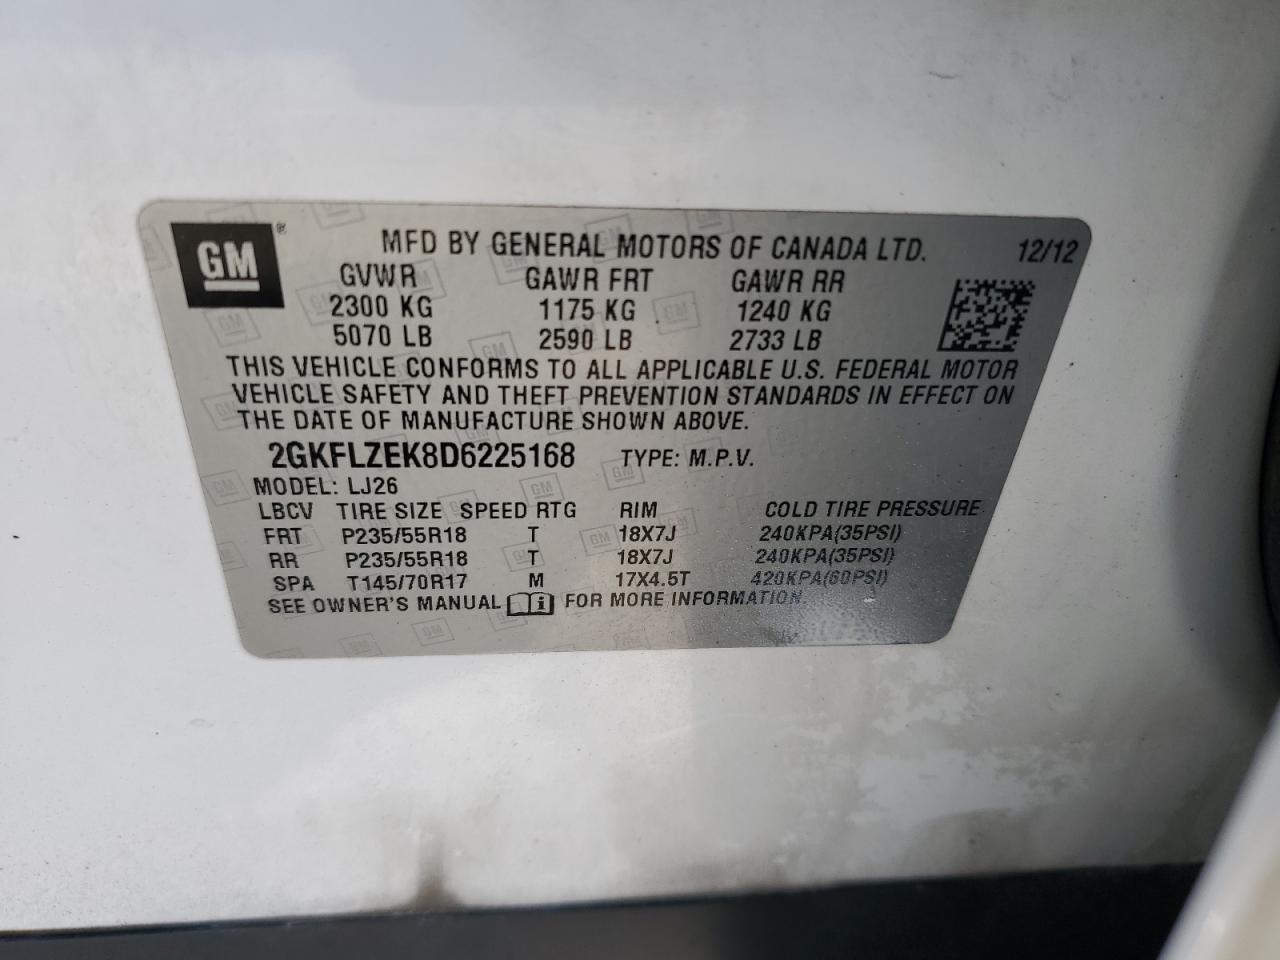 GM®
MFD BY GENERAL MOTORS OF CANADA LTD. 12/12
GVWR GAWR FRT GAWR RR
2300 KG 1175 KG 1240 KG
5070 LB 2590 LB 2733 LB
THIS VEHICLE CONFORMS TO ALL APPLICABLE U.S. FEDERAL MOTOR
VEHICLE SAFETY AND THEFT PREVENTION STANDARDS IN EFFECT ON
THE DATE OF MANUFACTURE SHOWN ABOVE.
2GKFLZEK8D6225168 TYPE: M.P.V.
MODEL: LJ26
LBCV TIRE SIZE SPEED RTG RIM COLD TIRE PRESSURE
FRT P235/55R18 T 18X7J 240KPA(35PSI)
RR P235/55R18 T 18X7J 240KPA(35PSI)
SPA T145/70R17 M 17X4.5T 420KPA(60PSI)
SEE OWNER'S MANUAL FOR MORE INFORMATION.